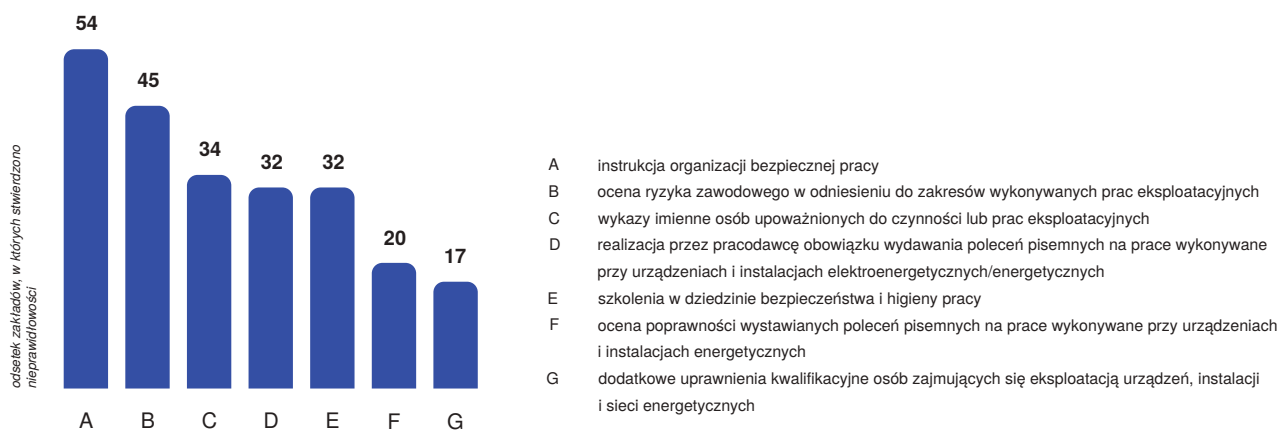 54
45
34
32
32
20
17
odsetek zakładów, w których stwierdzono
nieprawidłowości
A
B
C
D
E
F
G
A instrukcja organizacji bezpiecznej pracy
B ocena ryzyka zawodowego w odniesieniu do zakresów wykonywanych prac eksploatacyjnych
C wykazy imienne osób upoważnionych do czynności lub prac eksploatacyjnych
D realizacja przez pracodawcę obowiązku wydawania poleceń pisemnych na prace wykonywane
przy urządzeniach i instalacjach elektroenergetycznych/energetycznych
E szkolenia w dziedzinie bezpieczeństwa i higieny pracy
F ocena poprawności wystawianych poleceń pisemnych na prace wykonywane przy urządzeniach
i instalacjach energetycznych
G dodatkowe uprawnienia kwalifikacyjne osób zajmujących się eksploatacją urządzeń, instalacji
i sieci energetycznych